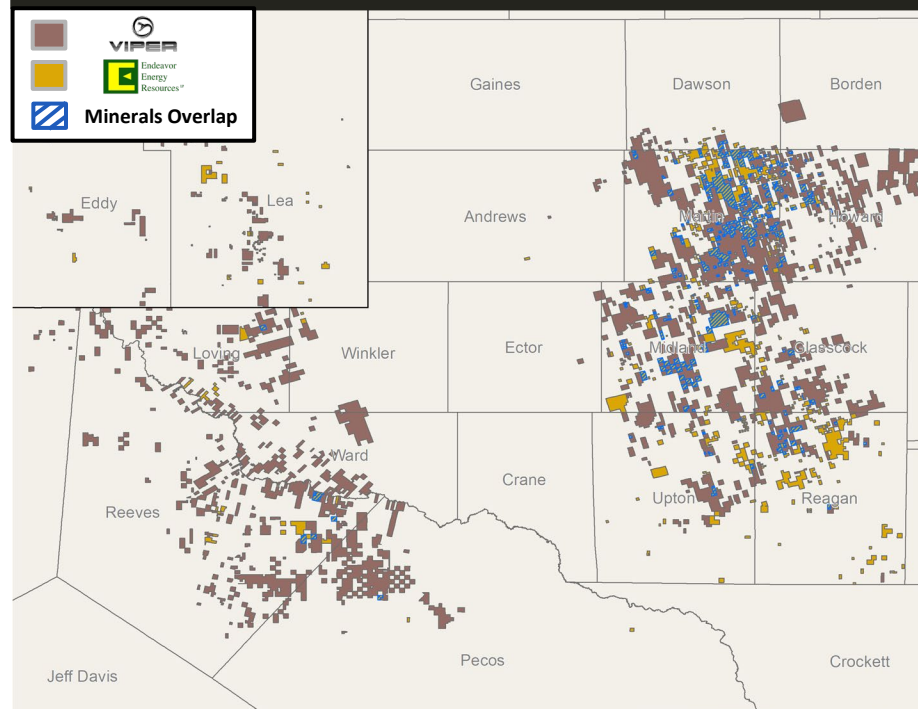 VIPER
Endeavor
Energy
Resources LP
Minerals Overlap
Gaines
Dawson
Borden
Eddy
Lea
Andrews
Martin
Howard
Loving
Winkler
Ector
Midland
Glasscock
Ward
Crane
Reeves
Upton
Reagan
Pecos
Jeff Davis
Crockett